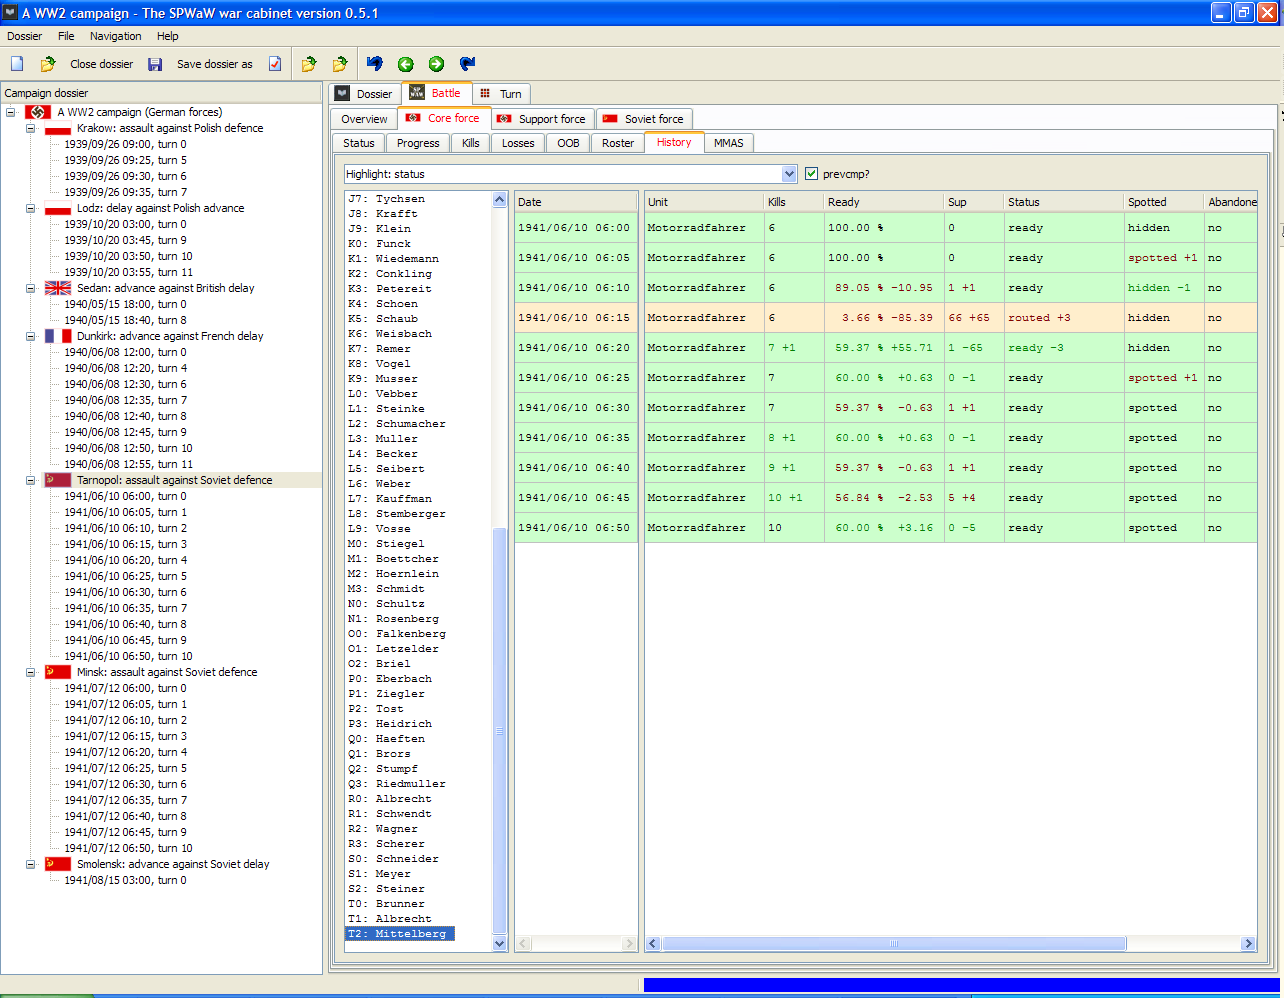 A WW2 campaign - The SPWaW war cabinet version 0.5.1
Dossier File Navigation Help
Close dossier Save dossier as
Campaign dossier
A WW2 campaign (German forces)
Krakow: assault against Polish defence
1939/09/26 09:00, turn 0
1939/09/26 09:25, turn 5
1939/09/26 09:30, turn 6
1939/09/26 09:35, turn 7
Lodz: delay against Polish advance
1939/10/20 03:00, turn 0
1939/10/20 03:45, turn 9
1939/10/20 03:50, turn 10
1939/10/20 03:55, turn 11
Sedan: advance against British delay
1940/05/15 18:00, turn 0
1940/05/15 18:40, turn 8
Dunkirk: advance against French delay
1940/06/08 12:00, turn 0
1940/06/08 12:20, turn 4
1940/06/08 12:30, turn 6
1940/06/08 12:35, turn 7
1940/06/08 12:40, turn 8
1940/06/08 12:45, turn 9
1940/06/08 12:50, turn 10
1940/06/08 12:55, turn 11
Tarnopol: assault against Soviet defence
1941/06/10 06:00, turn 0
1941/06/10 06:05, turn 1
1941/06/10 06:10, turn 2
1941/06/10 06:15, turn 3
1941/06/10 06:20, turn 4
1941/06/10 06:25, turn 5
1941/06/10 06:30, turn 6
1941/06/10 06:35, turn 7
1941/06/10 06:40, turn 8
1941/06/10 06:45, turn 9
1941/06/10 06:50, turn 10
Minsk: assault against Soviet defence
1941/07/12 06:00, turn 0
1941/07/12 06:05, turn 1
1941/07/12 06:10, turn 2
1941/07/12 06:15, turn 3
1941/07/12 06:20, turn 4
1941/07/12 06:25, turn 5
1941/07/12 06:30, turn 6
1941/07/12 06:35, turn 7
1941/07/12 06:40, turn 8
1941/07/12 06:45, turn 9
1941/07/12 06:50, turn 10
Smolensk: advance against Soviet delay
1941/08/15 03:00, turn 0
Dossier SP WAW Battle Turn
Overview Core force Support force Soviet force
Status Progress Kills Losses OOB Roster History MMAS
Highlight: status prevcmp?
J7: Tychsen
J8: Krafft
J9: Klein
K0: Funck
K1: Wiedemann
K2: Conkling
K3: Petereit
K4: Schoen
K5: Schaub
K6: Weisbach
K7: Remer
K8: Vogel
K9: Musser
L0: Vebber
L1: Steinke
L2: Schumacher
L3: Muller
L4: Becker
L5: Seibert
L6: Weber
L7: Kauffman
L8: Stemberger
L9: Vosse
M0: Stiegel
M1: Boettcher
M2: Hoernlein
M3: Schmidt
N0: Schultz
N1: Rosenberg
O0: Falkenberg
O1: Letzelder
O2: Briel
P0: Eberbach
P1: Ziegler
P2: Tost
P3: Heidrich
Q0: Haeften
Q1: Brors
Q2: Stumpf
Q3: Riedmuller
R0: Albrecht
R1: Schwendt
R2: Wagner
R3: Scherer
S0: Schneider
S1: Meyer
S2: Steiner
T0: Brunner
T1: Albrecht
T2: Mittelberg
Date Unit Kills Ready Sup Status Spotted Abandone
1941/06/10 06:00 Motorradfahrer 6 100.00 % 0 ready hidden no
1941/06/10 06:05 Motorradfahrer 6 100.00 % 0 ready spotted +1 no
1941/06/10 06:10 Motorradfahrer 6 89.05 % -10.95 1 +1 ready hidden -1 no
1941/06/10 06:15 Motorradfahrer 6 3.66 % -85.39 66 +65 routed +3 hidden no
1941/06/10 06:20 Motorradfahrer 7 +1 59.37 % +55.71 1 -65 ready -3 hidden no
1941/06/10 06:25 Motorradfahrer 7 60.00 % +0.63 0 -1 ready spotted +1 no
1941/06/10 06:30 Motorradfahrer 7 59.37 % -0.63 1 +1 ready spotted no
1941/06/10 06:35 Motorradfahrer 8 +1 60.00 % +0.63 0 -1 ready spotted no
1941/06/10 06:40 Motorradfahrer 9 +1 59.37 % -0.63 1 +1 ready spotted no
1941/06/10 06:45 Motorradfahrer 10 +1 56.84 % -2.53 5 +4 ready spotted no
1941/06/10 06:50 Motorradfahrer 10 60.00 % +3.16 0 -5 ready spotted no